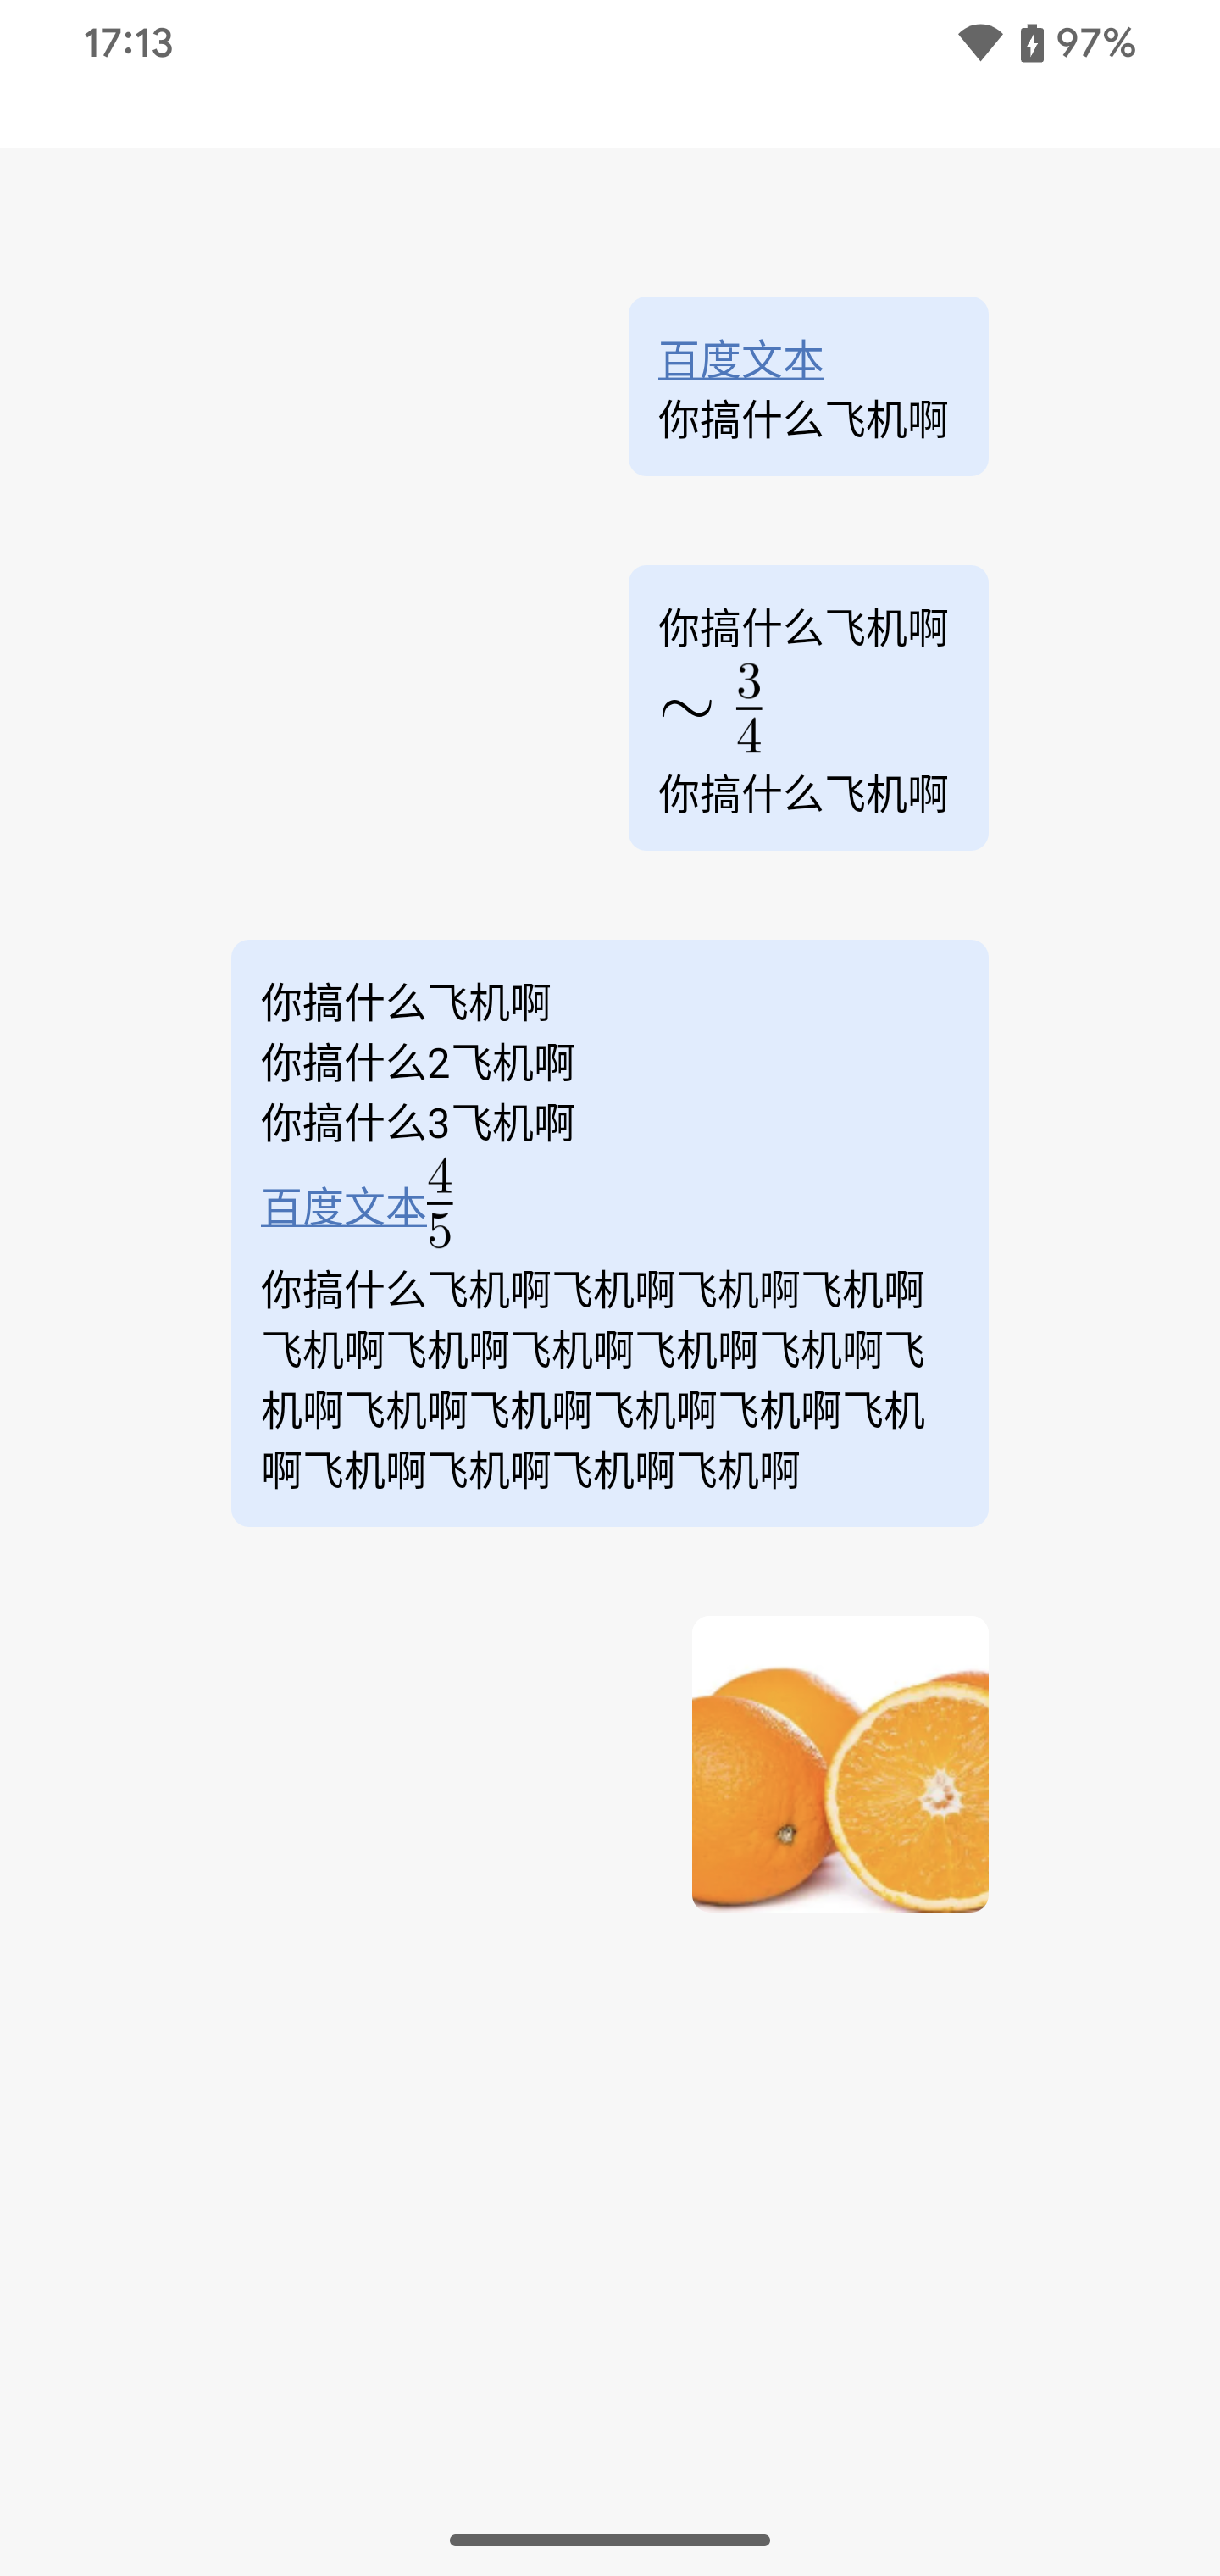 17:13 97%
百度文本
你搞什么飞机啊
你搞什么飞机啊
~ 3/4
你搞什么飞机啊
你搞什么飞机啊
你搞什么2飞机啊
你搞什么3飞机啊
百度文本4/5
你搞什么飞机啊飞机啊飞机啊飞机啊
飞机啊飞机啊飞机啊飞机啊飞机啊飞
机啊飞机啊飞机啊飞机啊飞机啊飞机
啊飞机啊飞机啊飞机啊飞机啊